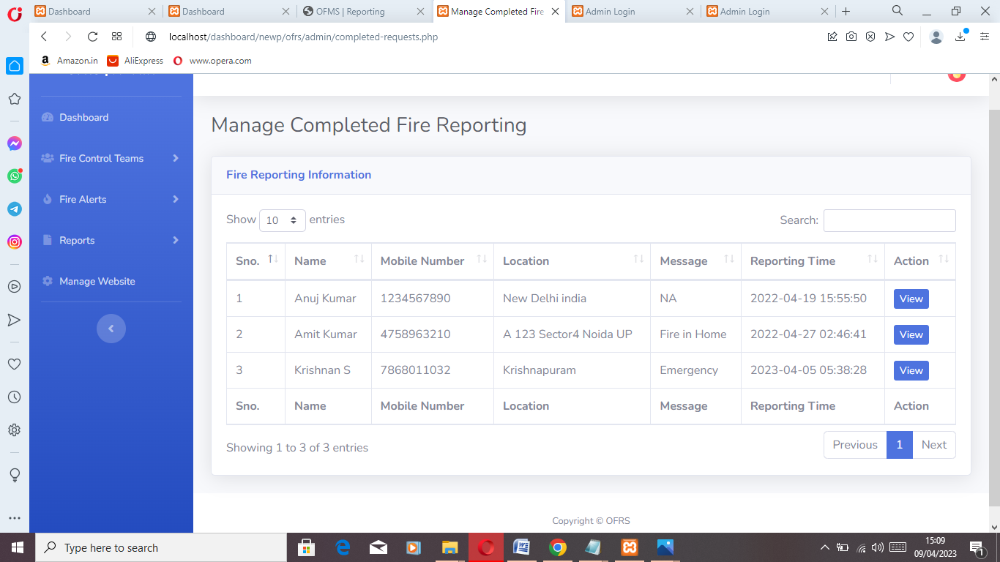 Dashboard
Dashboard
OFMS | Reporting
Manage Completed Fire
Admin Login
Admin Login
localhost/dashboard/newp/ofrs/admin/completed-requests.php
Amazon.in
AliExpress
www.opera.com
Dashboard
Fire Control Teams
Fire Alerts
Reports
Manage Website
Manage Completed Fire Reporting
Fire Reporting Information
Show 10 entries
Search:
Sno. Name Mobile Number Location Message Reporting Time Action
1 Anuj Kumar 1234567890 New Delhi india NA 2022-04-19 15:55:50 View
2 Amit Kumar 4758963210 A 123 Sector4 Noida UP Fire in Home 2022-04-27 02:46:41 View
3 Krishnan S 7868011032 Krishnapuram Emergency 2023-04-05 05:38:28 View
Sno. Name Mobile Number Location Message Reporting Time Action
Showing 1 to 3 of 3 entries
Previous 1 Next
Copyright © OFRS
Type here to search
15:09
09/04/2023
1